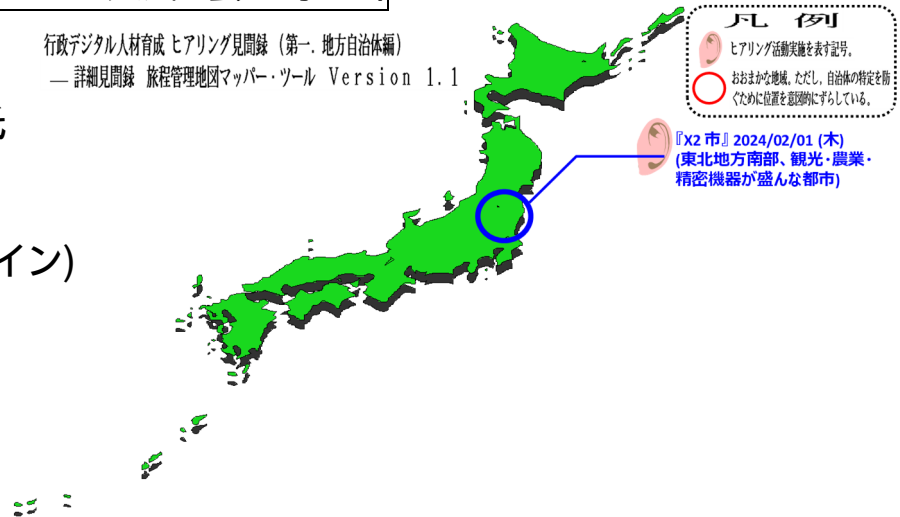 行政デジタル人材育成 ヒアリング見聞録 (第一. 地方自治体編)
― 詳細見聞録 旅程管理地図マッパー・ツール Version 1.1
凡 例
ヒアリング活動実施を表す記号。
おおまかな地域。ただし, 自治体の特定を防
ぐために位置を意図的にずらしている。
『X2 市』 2024/02/01 (木)
(東北地方南部、観光・農業・
精密機器が盛んな都市)
イン)